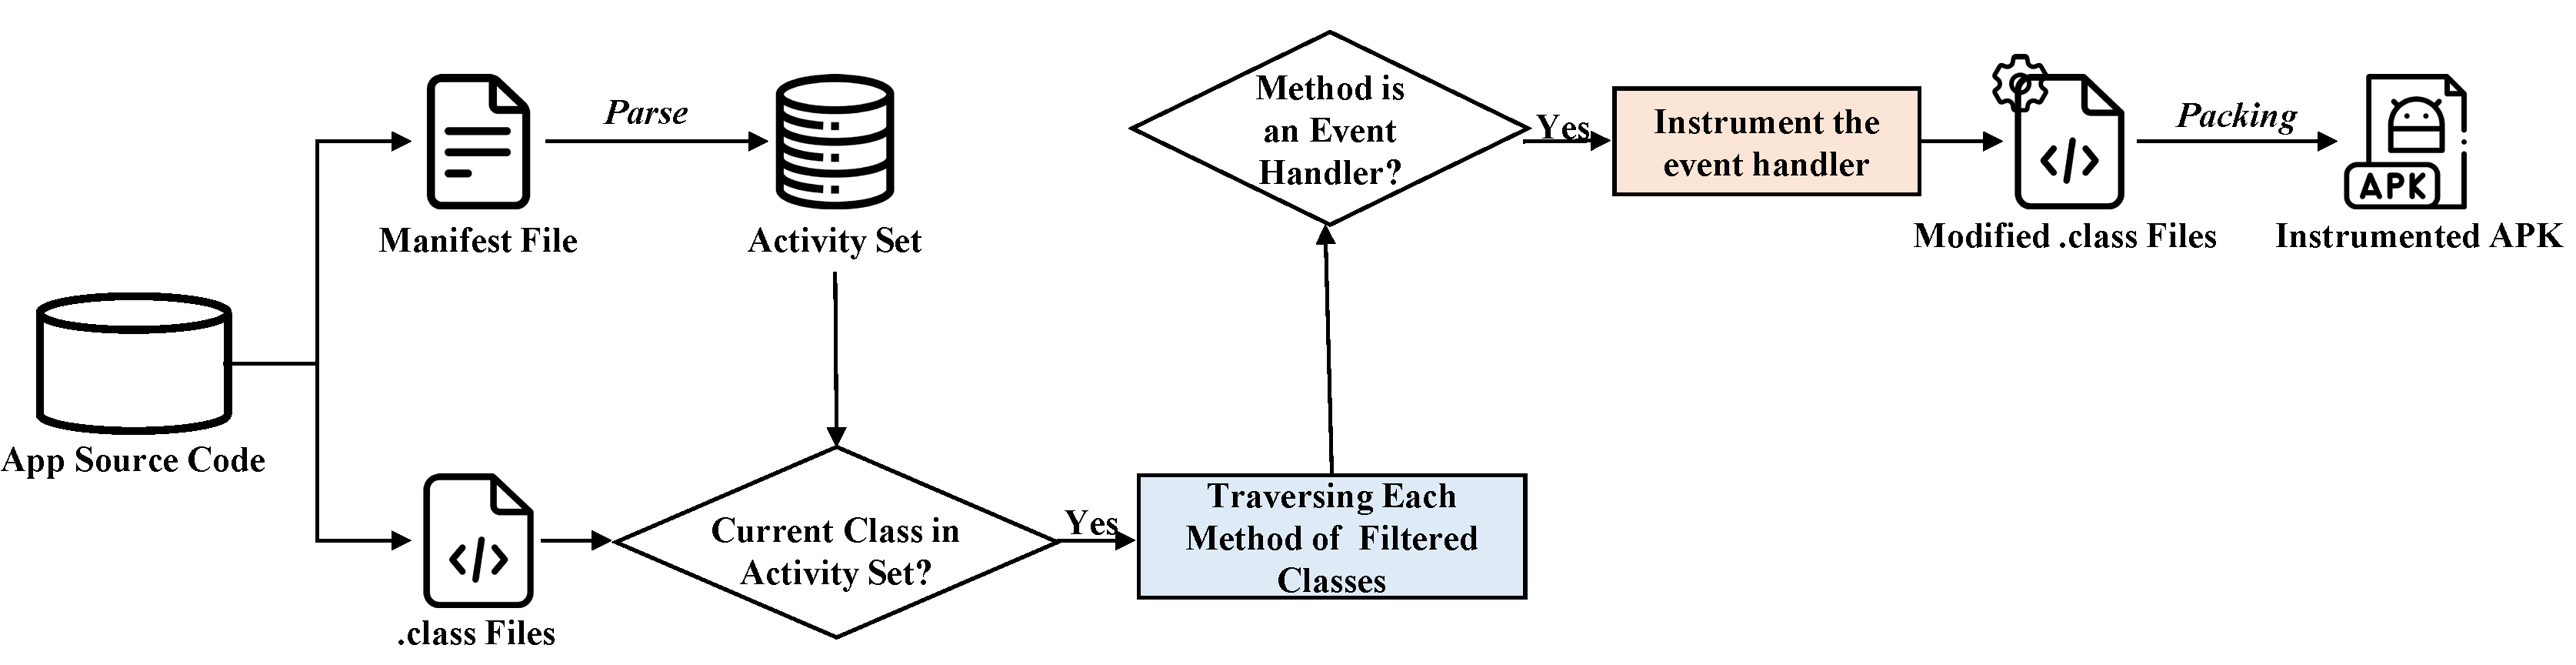 Parse
Manifest File
Activity Set
App Source Code
</>
.class Files
Current Class in
Activity Set?
Yes
Traversing Each
Method of  Filtered
Classes
Method is
an Event
Handler?
Yes
Instrument the
event handler
</>
Modified .class Files
Packing
APK
Instrumented APK